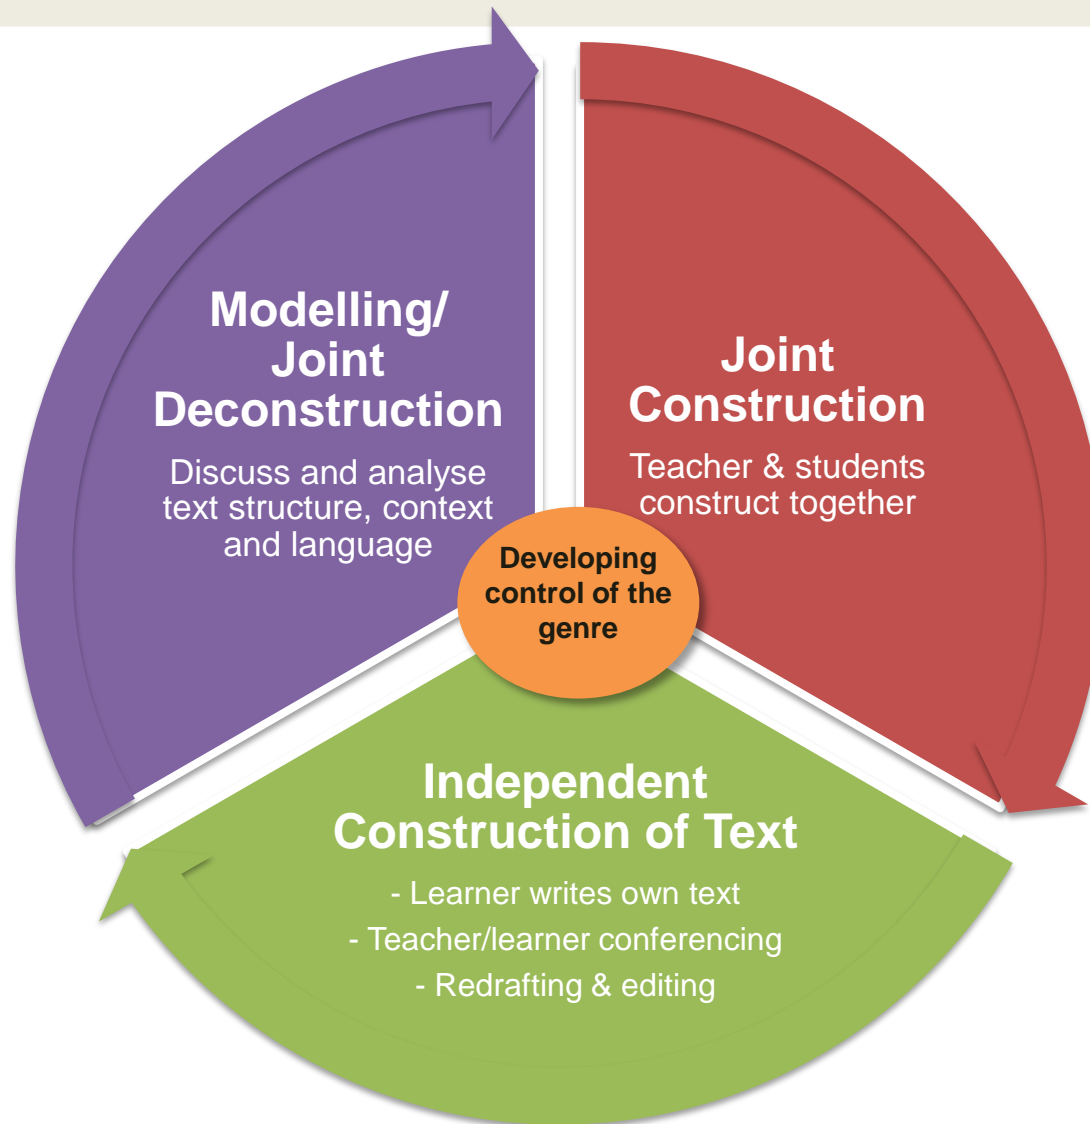 Modelling/
Joint
Deconstruction
Discuss and analyse
text structure, context
and language
Joint
Construction
Teacher & students
construct together
Developing
control of the
genre
Independent
Construction of Text
- Learner writes own text
- Teacher/learner conferencing
- Redrafting & editing